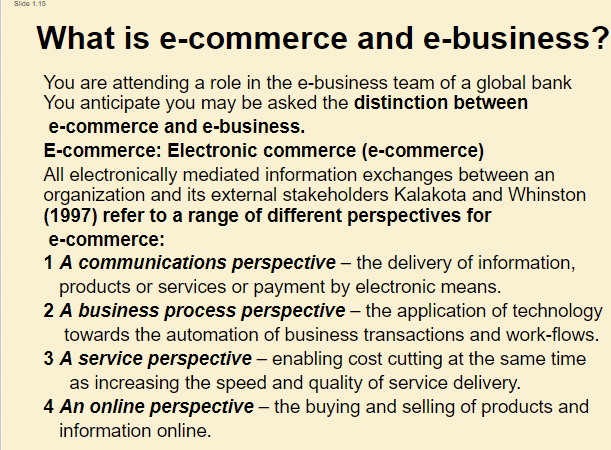 Slide 1.15
What is e-commerce and e-business?
You are attending a role in the e-business team of a global bank
You anticipate you may be asked the distinction between
e-commerce and e-business.
E-commerce: Electronic commerce (e-commerce)
All electronically mediated information exchanges between an
organization and its external stakeholders Kalakota and Whinston
(1997) refer to a range of different perspectives for
e-commerce:
1 A communications perspective – the delivery of information,
products or services or payment by electronic means.
2 A business process perspective – the application of technology
towards the automation of business transactions and work-flows.
3 A service perspective – enabling cost cutting at the same time
as increasing the speed and quality of service delivery.
4 An online perspective – the buying and selling of products and
information online.